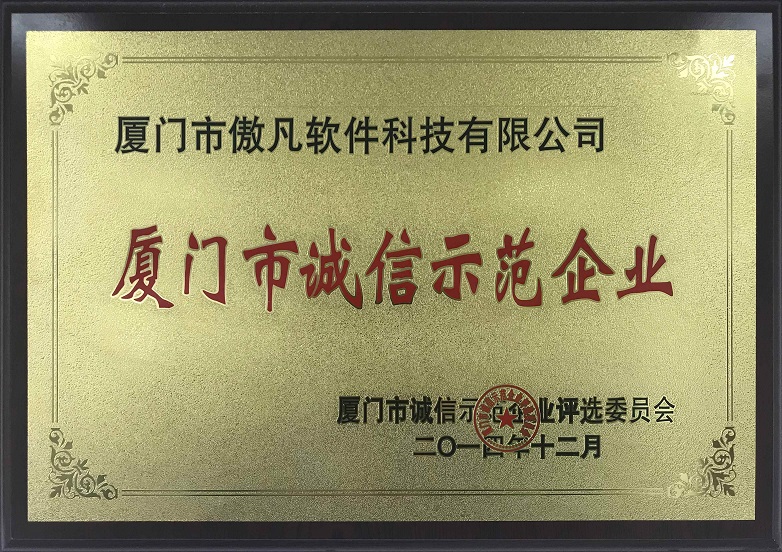 厦门市傲凡软件科技有限公司
厦门市诚信示范企业
厦门市诚信示范企业评选委员会
二〇一四年十二月